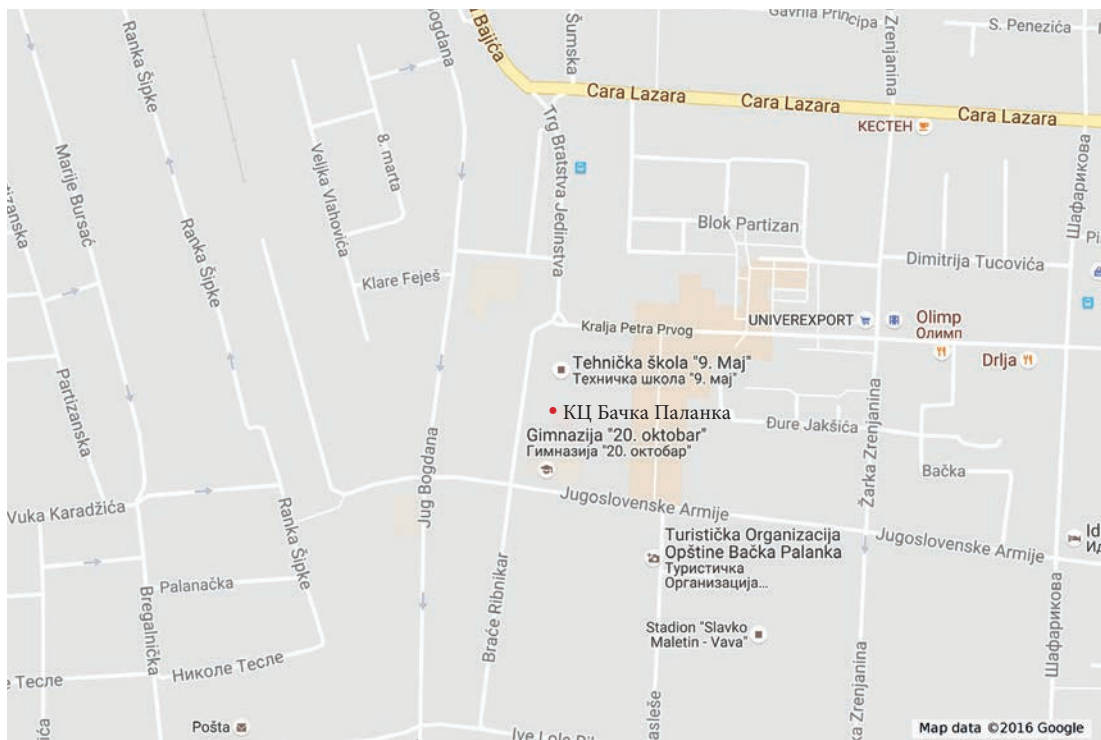 Gavrila Principa
S. Penezića
Ranka Šipke
Bogdana
Bajića
Šumska
Zrenjanina
Cara Lazara
Cara Lazara
Cara Lazara
КЕСТЕН
Шафарикова
Marije Bursać
Veljka Vlahovića
8. marta
Trg Bratstva Jedinstva
Blok Partizan
Dimitrija Tucovića
Ranka Šipke
Klare Feješ
Kralja Petra Prvog
UNIVEREXPORT
Olimp
Олимп
Drlja
Tehnička škola "9. Maj"
Техничка школа "9. мај"
КЦ Бачка Паланка
Gimnazija "20. oktobar"
Гимназија "20. октобар"
Đure Jakšića
Bačka
Partizanska
Žarka Zrenjanina
Jug Bogdana
Vuka Karadžića
Ranka Šipke
Jugoslovenske Armije
Jugoslovenske Armije
Turistička Organizacija
Opštine Bačka Palanka
Туристичка
Организација...
Palanačka
Bregalnička
Braće Ribnikar
Stadion "Slavko
Maletin - Vava"
Шафарикова
Николе Тесле
е Тесле
Pošta
Žarka Zrenjanina
Map data ©2016 Google